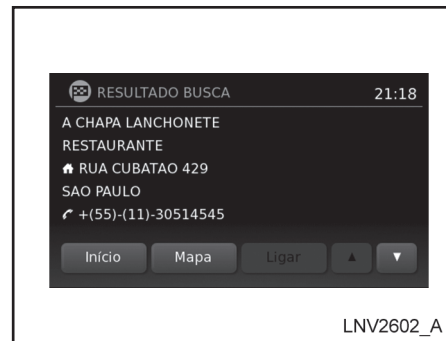 RESULTADO BUSCA 21:18
A CHAPA LANCHONETE
RESTAURANTE
RUA CUBATAO 429
SAO PAULO
+(55)-(11)-30514545
Início Mapa Ligar
LNV2602_A